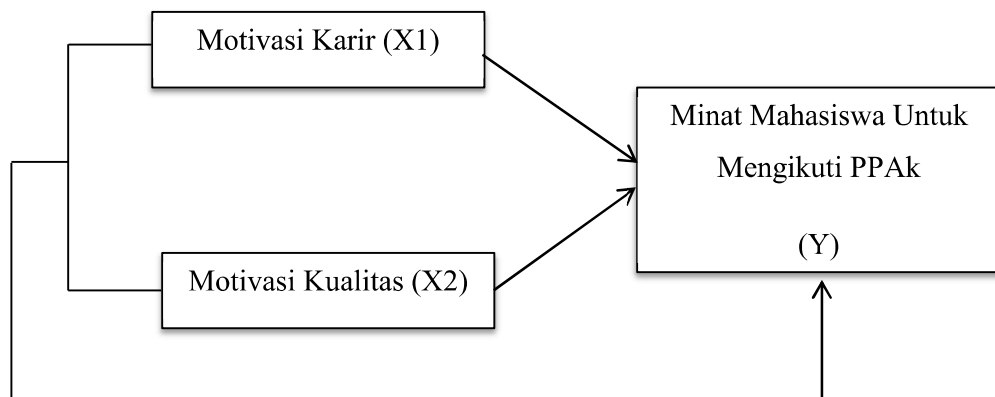 Motivasi Karir (X1)
Minat Mahasiswa Untuk
Mengikuti PPAk
(Y)
Motivasi Kualitas (X2)